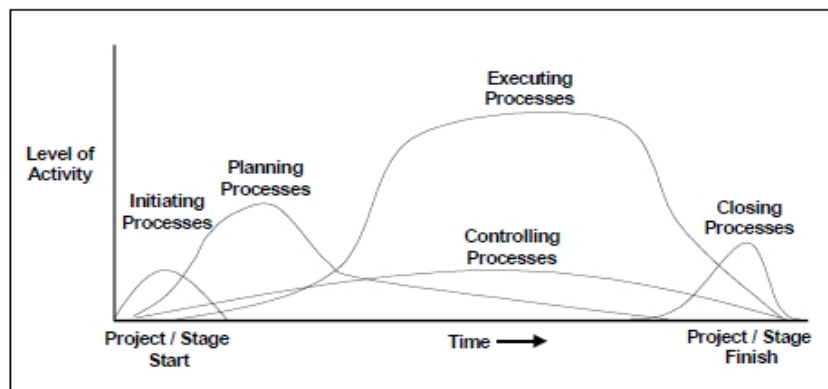 Executing
Processes
Level of
Activity
Planning
Processes
Initiating
Processes
Closing
Processes
Controlling
Processes
Project / Stage
Start
Time
Project / Stage
Finish